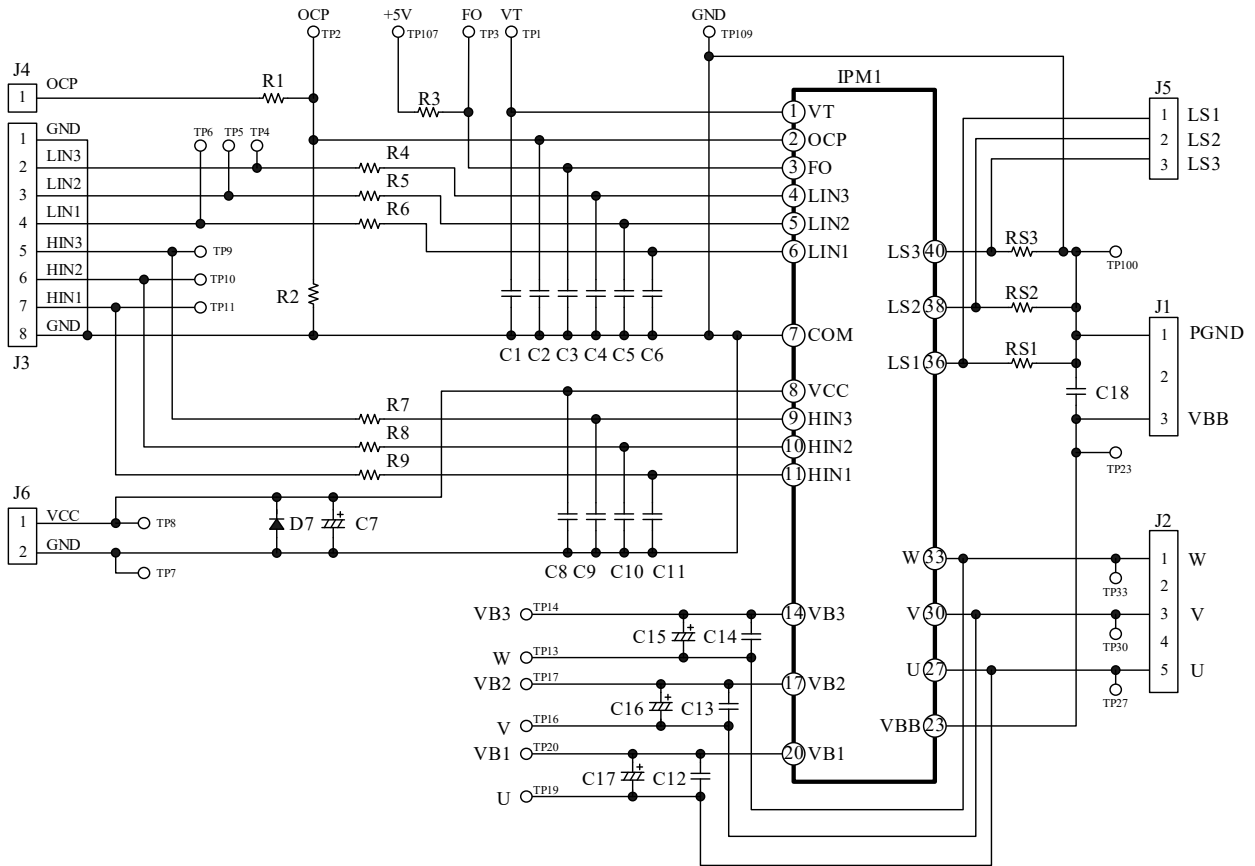 OCP +5V FO VT GND
TP2 TP107 TP3 TP1 TP109
J4
1 OCP
R1
R3
IPM1
J5
1 LS1
2 LS2
3 LS3
1 GND
2 LIN3
3 LIN2
4 LIN1
5 HIN3
6 HIN2
7 HIN1
8 GND
J3
TP6 TP5 TP4
R4
R5
R6
TP9
TP10
TP11
R2
C1 C2 C3 C4 C5 C6
1 VT
2 OCP
3 FO
4 LIN3
5 LIN2
6 LIN1
7 COM
8 VCC
9 HIN3
10 HIN2
11 HIN1
LS3 40
LS2 38
LS1 36
RS3
RS2
RS1
TP100
J1
1 PGND
2
3 VBB
C18
TP23
R7
R8
R9
J6
1 VCC
2 GND
TP8
TP7
D7 C7
C8 C9 C10 C11
W 33
V 30
U 27
VBB 23
J2
1 W
2
3 V
4
5 U
TP33
TP30
TP27
VB3 TP14
C15 + C14
14 VB3
W TP13
VB2 TP17
C16 + C13
17 VB2
V TP16
VB1 TP20
C17 + C12
20 VB1
U TP19